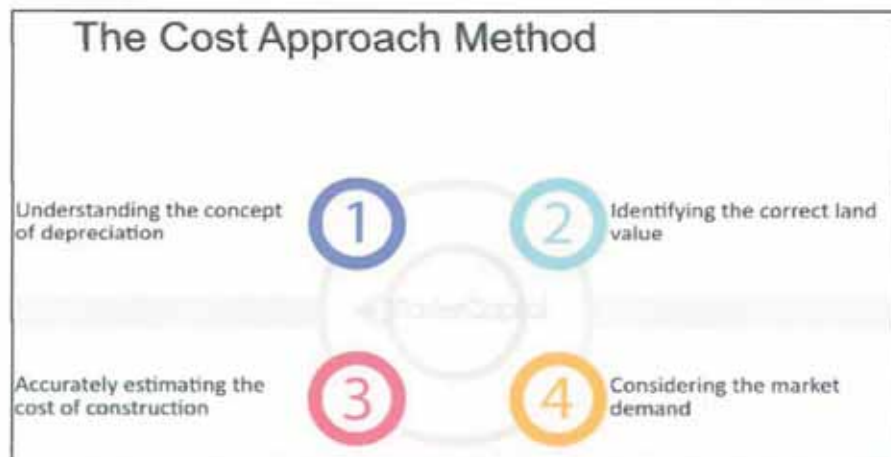 The Cost Approach Method
Understanding the concept
of depreciation
1
2
Identifying the correct land
value
FasterCapital
Accurately estimating the
cost of construction
3
4
Considering the market
demand